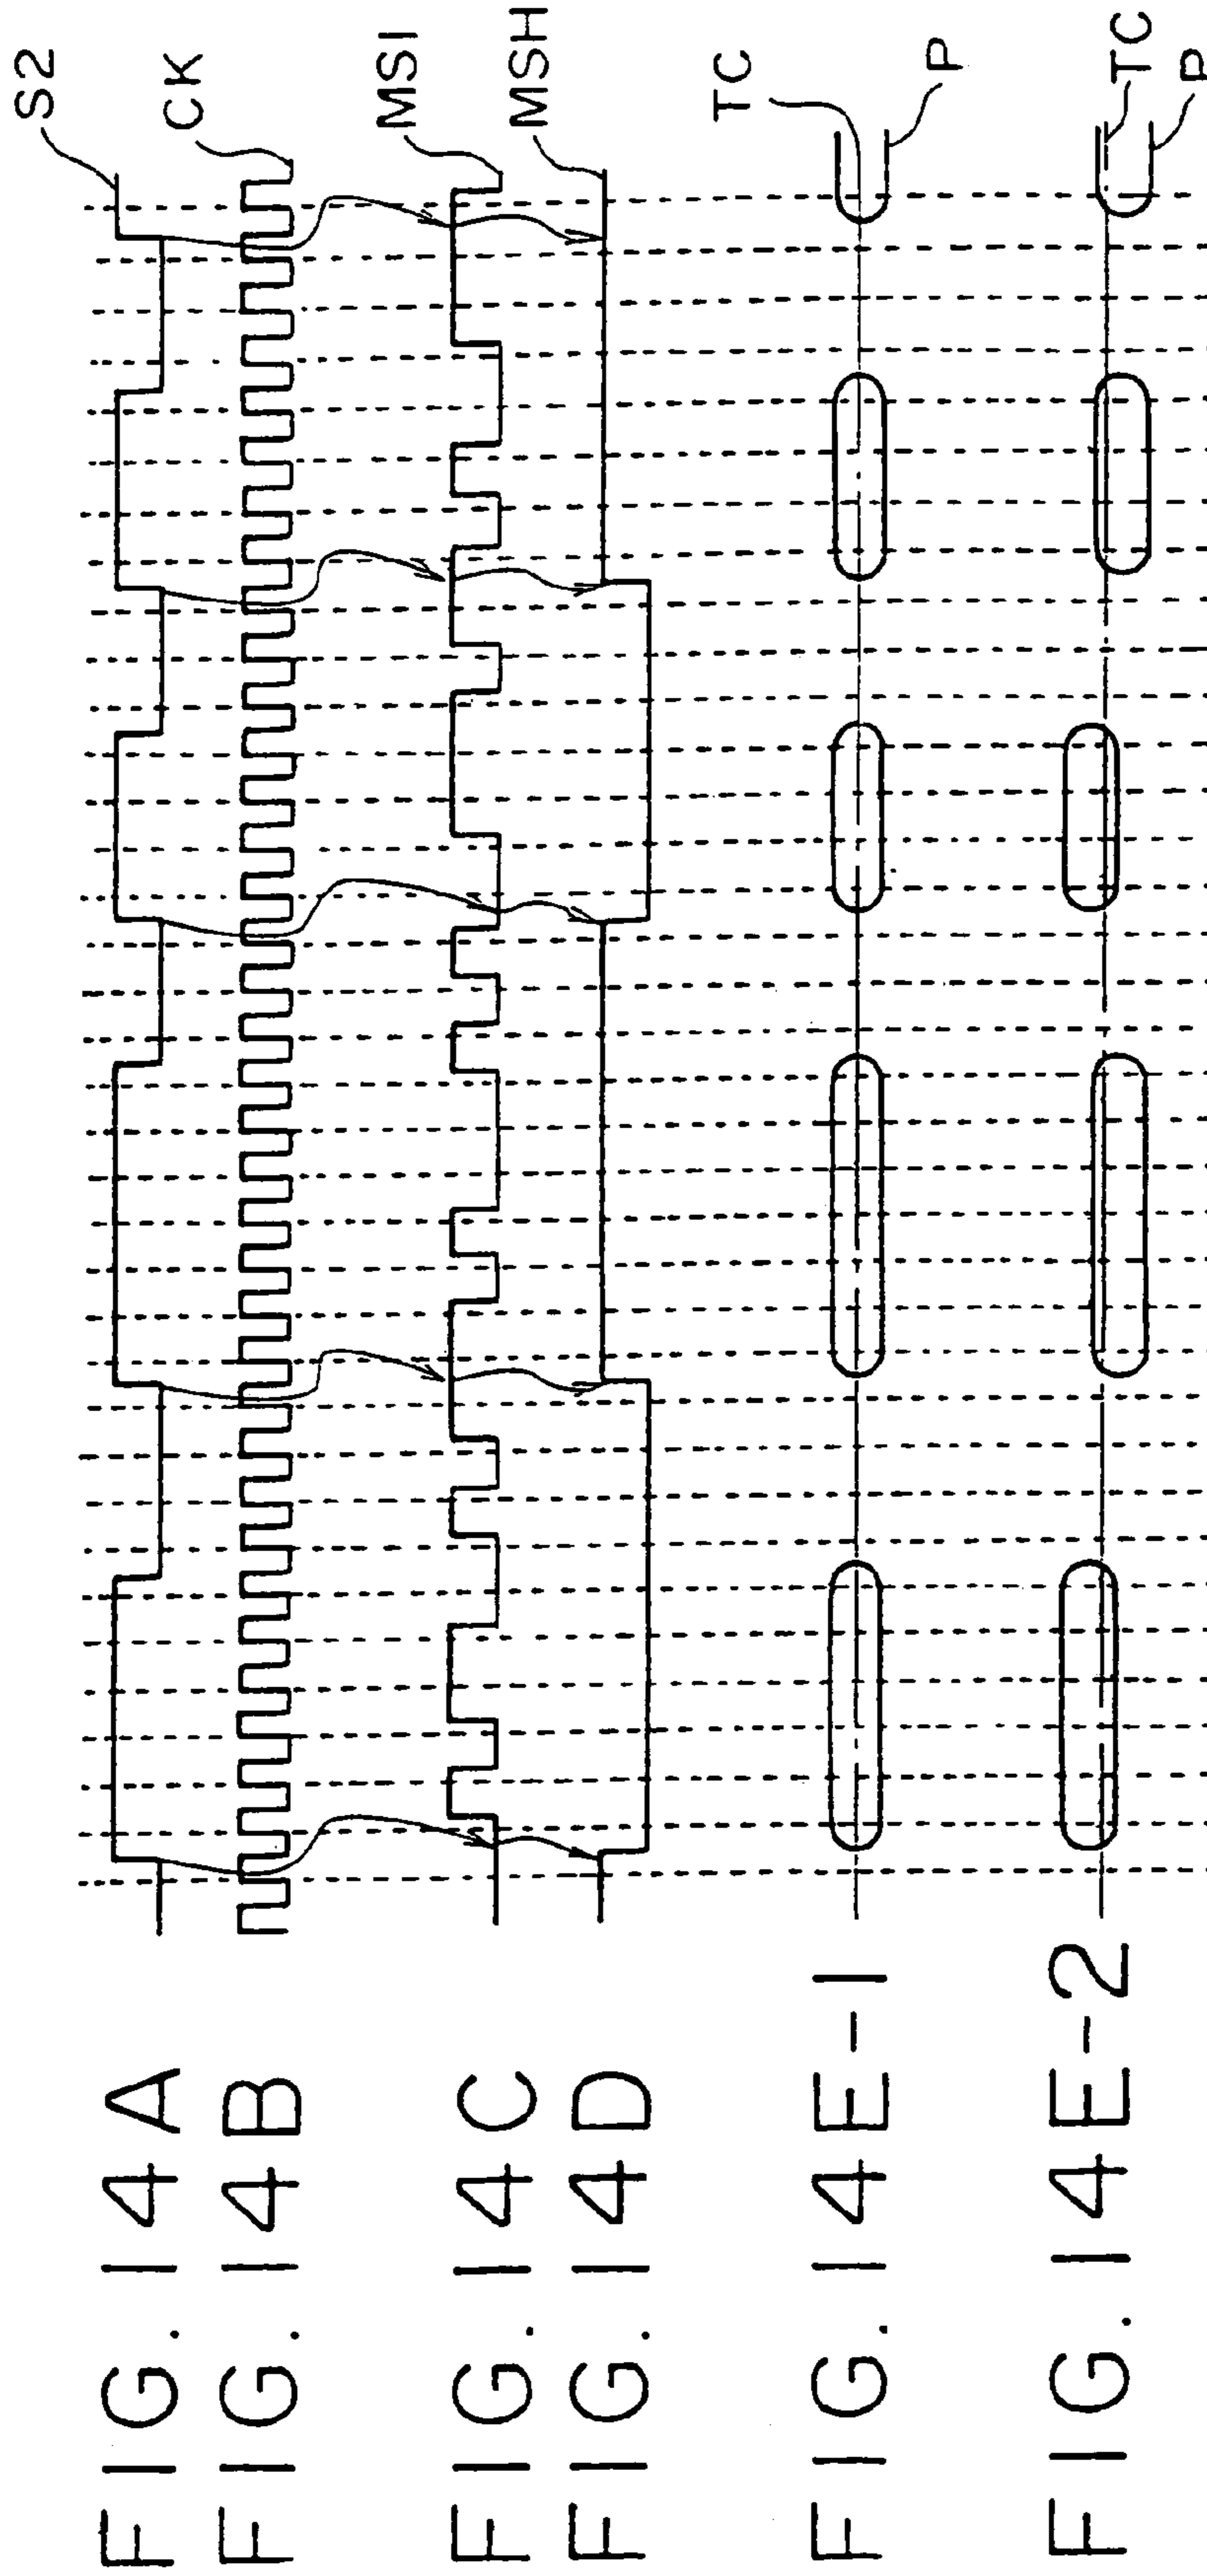 FIG. 14A
S2
FIG. 14B
CK
FIG. 14C
MS1
FIG. 14D
MSH
FIG. 14E-1
TC
P
FIG. 14E-2
TC
P